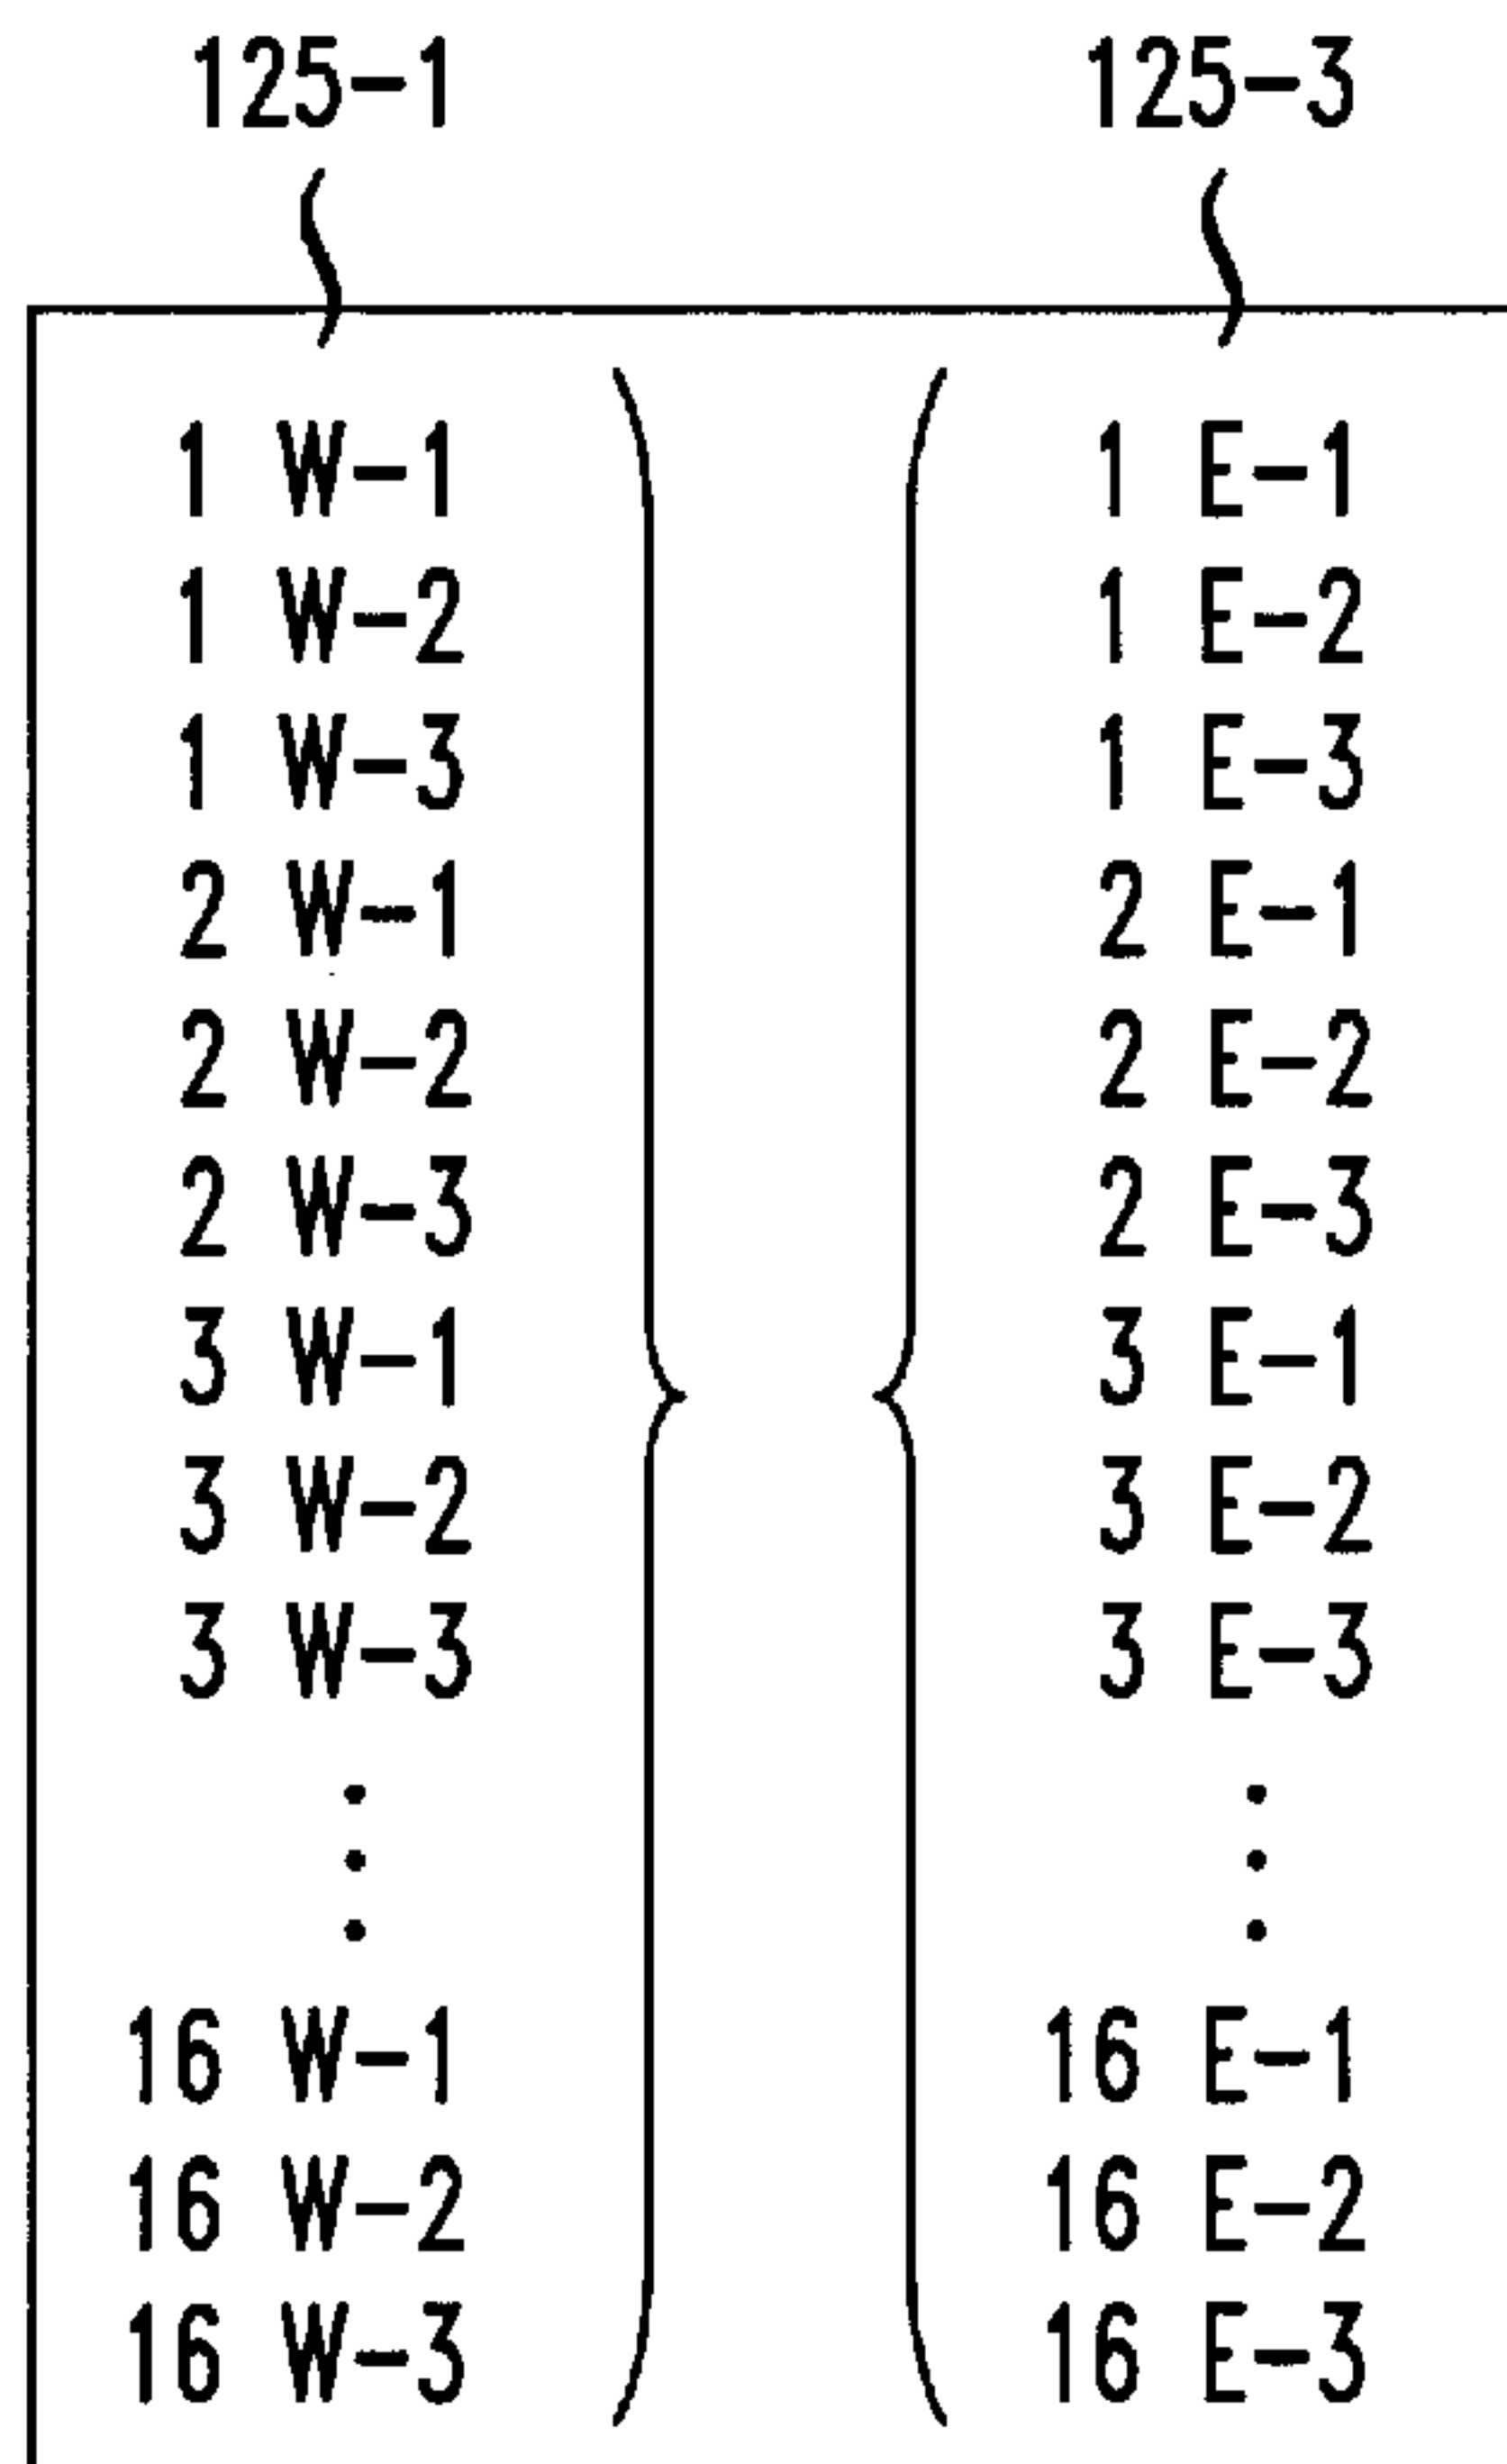 125-1 125-3
1 W-1 1 E-1
1 W-2 1 E-2
1 W-3 1 E-3
2 W-1 2 E-1
2 W-2 2 E-2
2 W-3 2 E-3
3 W-1 3 E-1
3 W-2 3 E-2
3 W-3 3 E-3
16 W-1 16 E-1
16 W-2 16 E-2
16 W-3 16 E-3